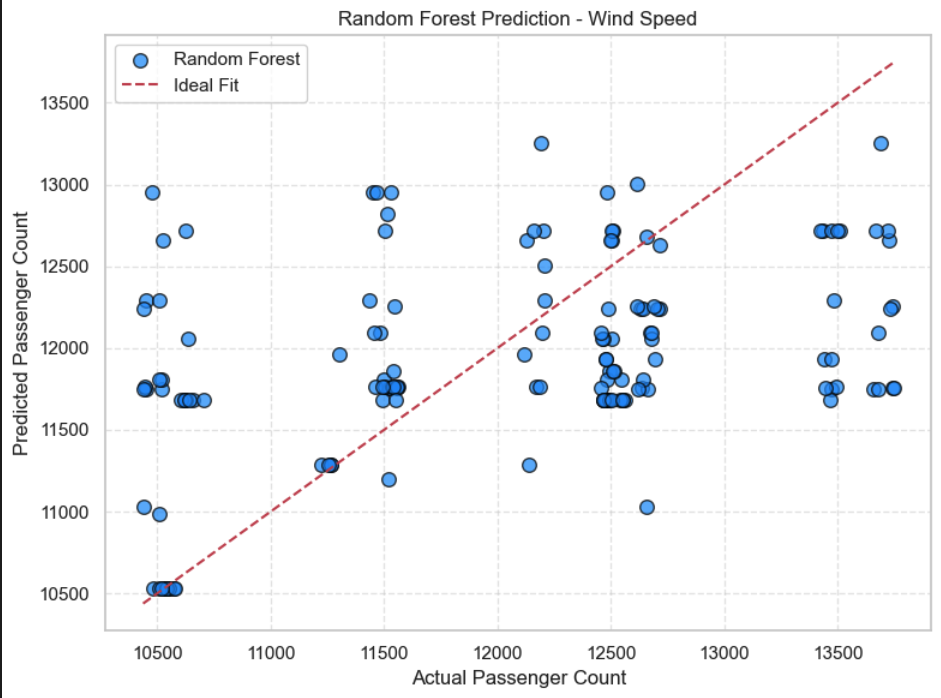 Random Forest Prediction - Wind Speed
Random Forest
Ideal Fit
Predicted Passenger Count
13500
13000
12500
12000
11500
11000
10500
10500 11000 11500 12000 12500 13000 13500
Actual Passenger Count